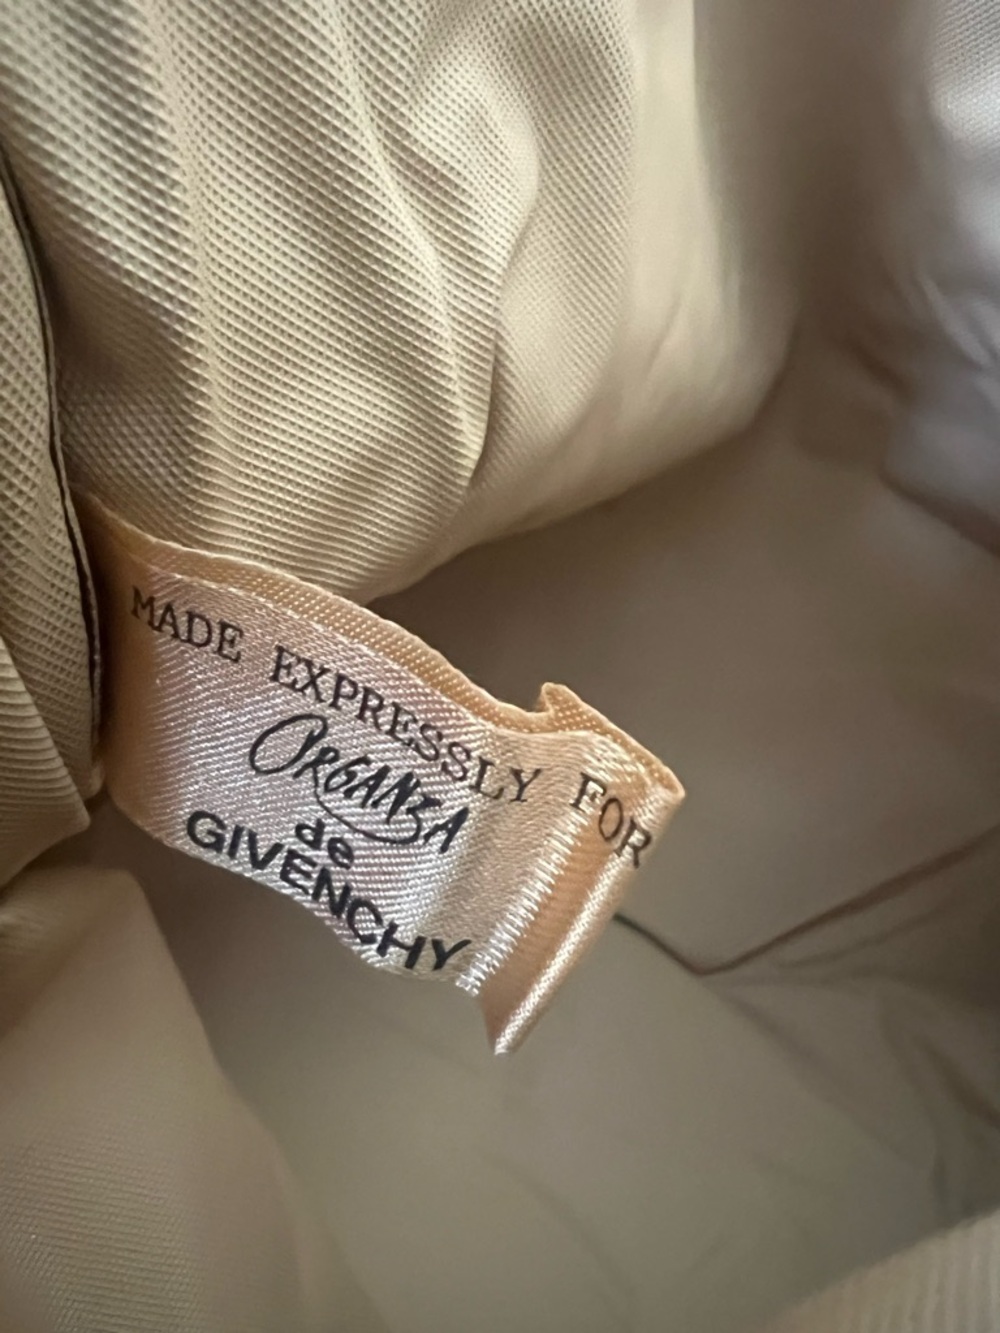 MADE EXPRESSLY FOR
ORGANZA
de
GIVENCHY